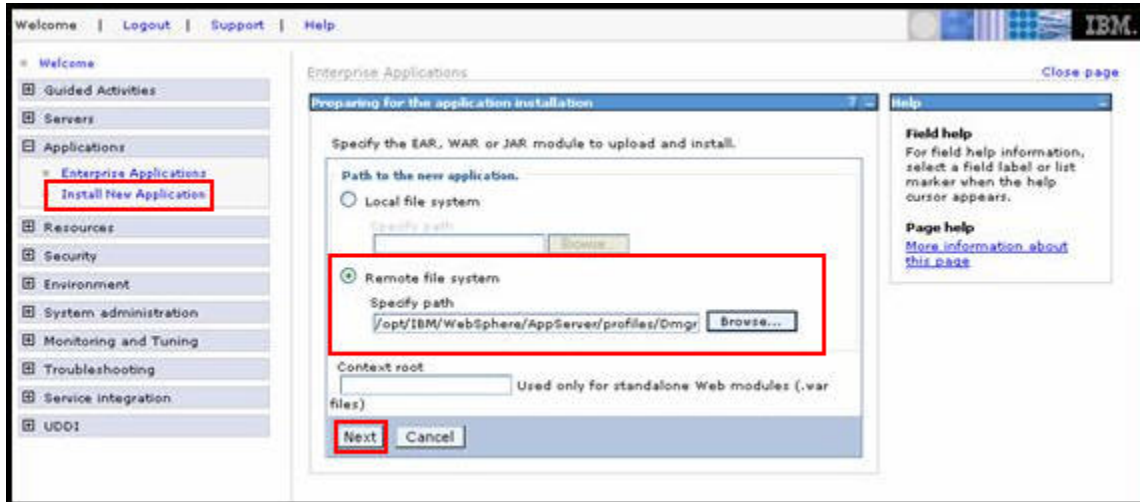 Welcome | Logout | Support | Help
IBM.
Welcome
Guided Activities
Servers
Applications
Enterprise Applications
Install New Application
Resources
Security
Environment
System administration
Monitoring and Tuning
Troubleshooting
Service integration
UDDI
Enterprise Applications
Close page
Preparing for the application installation
? -
Specify the EAR, WAR or JAR module to upload and install.
Path to the new application.
Local file system
Specify path
Browse...
Remote file system
Specify path
/opt/IBM/WebSphere/AppServer/profiles/Dmgr
Browse...
Context root
Used only for standalone Web modules (.var
files)
Next
Cancel
Help
Field help
For field help information,
select a field label or list
marker when the help
cursor appears.
Page help
More information about
this page